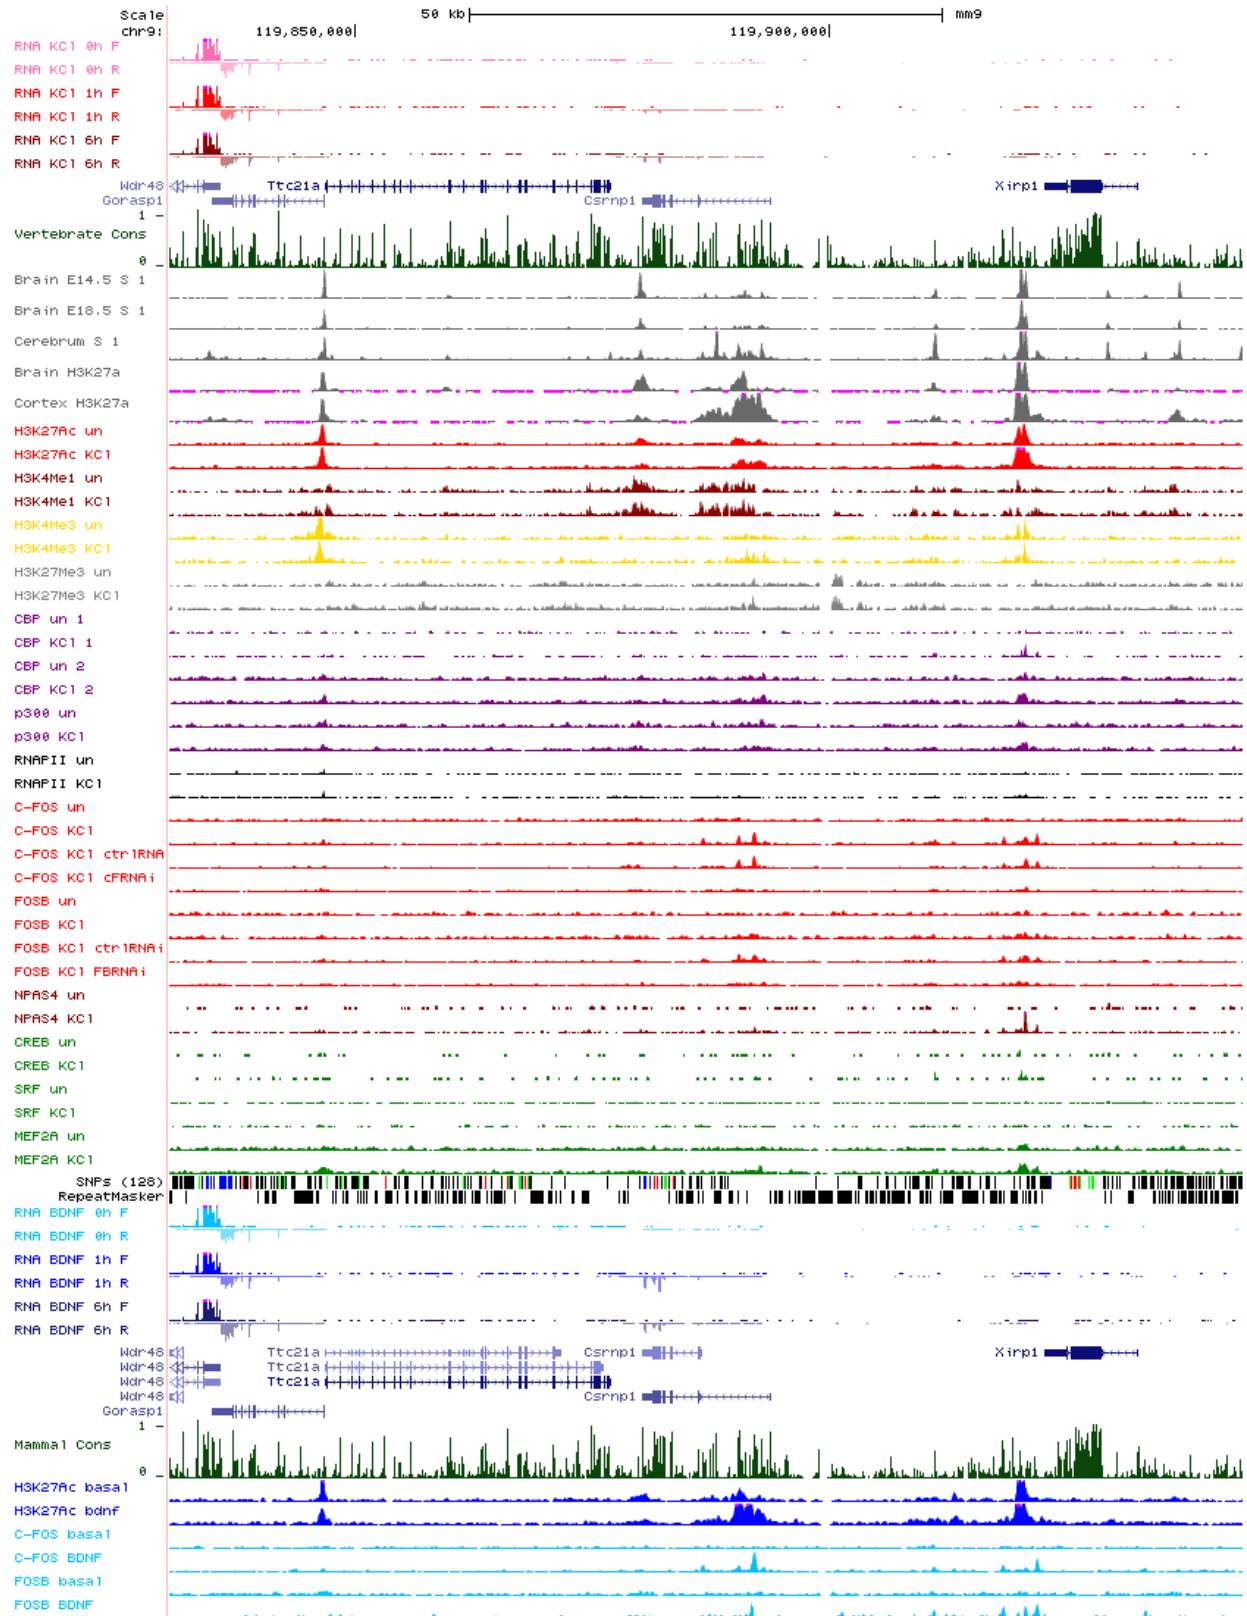 Scale 50 kb mm9
chr9: 119,850,000 119,900,000
RNA KCl 0h F
RNA KCl 0h R
RNA KCl 1h F
RNA KCl 1h R
RNA KCl 6h F
RNA KCl 6h R
Wdr48 Ttc21a Xirp1
Gorasp1 Csrnp1
1
Vertebrate Cons
0
Brain E14.5 S 1
Brain E18.5 S 1
Cerebrum S 1
Brain H3K27a
Cortex H3K27a
H3K27Ac un
H3K27Ac KCl
H3K4Me1 un
H3K4Me1 KCl
H3K4Me3 un
H3K4Me3 KCl
H3K27Me3 un
H3K27Me3 KCl
CBP un 1
CBP KCl 1
CBP un 2
CBP KCl 2
p300 un
p300 KCl
RNAPII un
RNAPII KCl
C-FOS un
C-FOS KCl
C-FOS KCl ctrlRNA
C-FOS KCl cFRNAi
FOSB un
FOSB KCl
FOSB KCl ctrlRNAi
FOSB KCl FBRNAi
NPAS4 un
NPAS4 KCl
CREB un
CREB KCl
SRF un
SRF KCl
MEF2A un
MEF2A KCl
SNPs (128)
RepeatMasker
RNA BDNF 0h F
RNA BDNF 0h R
RNA BDNF 1h F
RNA BDNF 1h R
RNA BDNF 6h F
RNA BDNF 6h R
Wdr48 Ttc21a Csrnp1 Xirp1
Wdr48 Ttc21a
Wdr48 Ttc21a
Wdr48 Csrnp1
Gorasp1
1
Mammal Cons
0
H3K27Ac basal
H3K27Ac bdnf
C-FOS basal
C-FOS BDNF
FOSB basal
FOSB BDNF